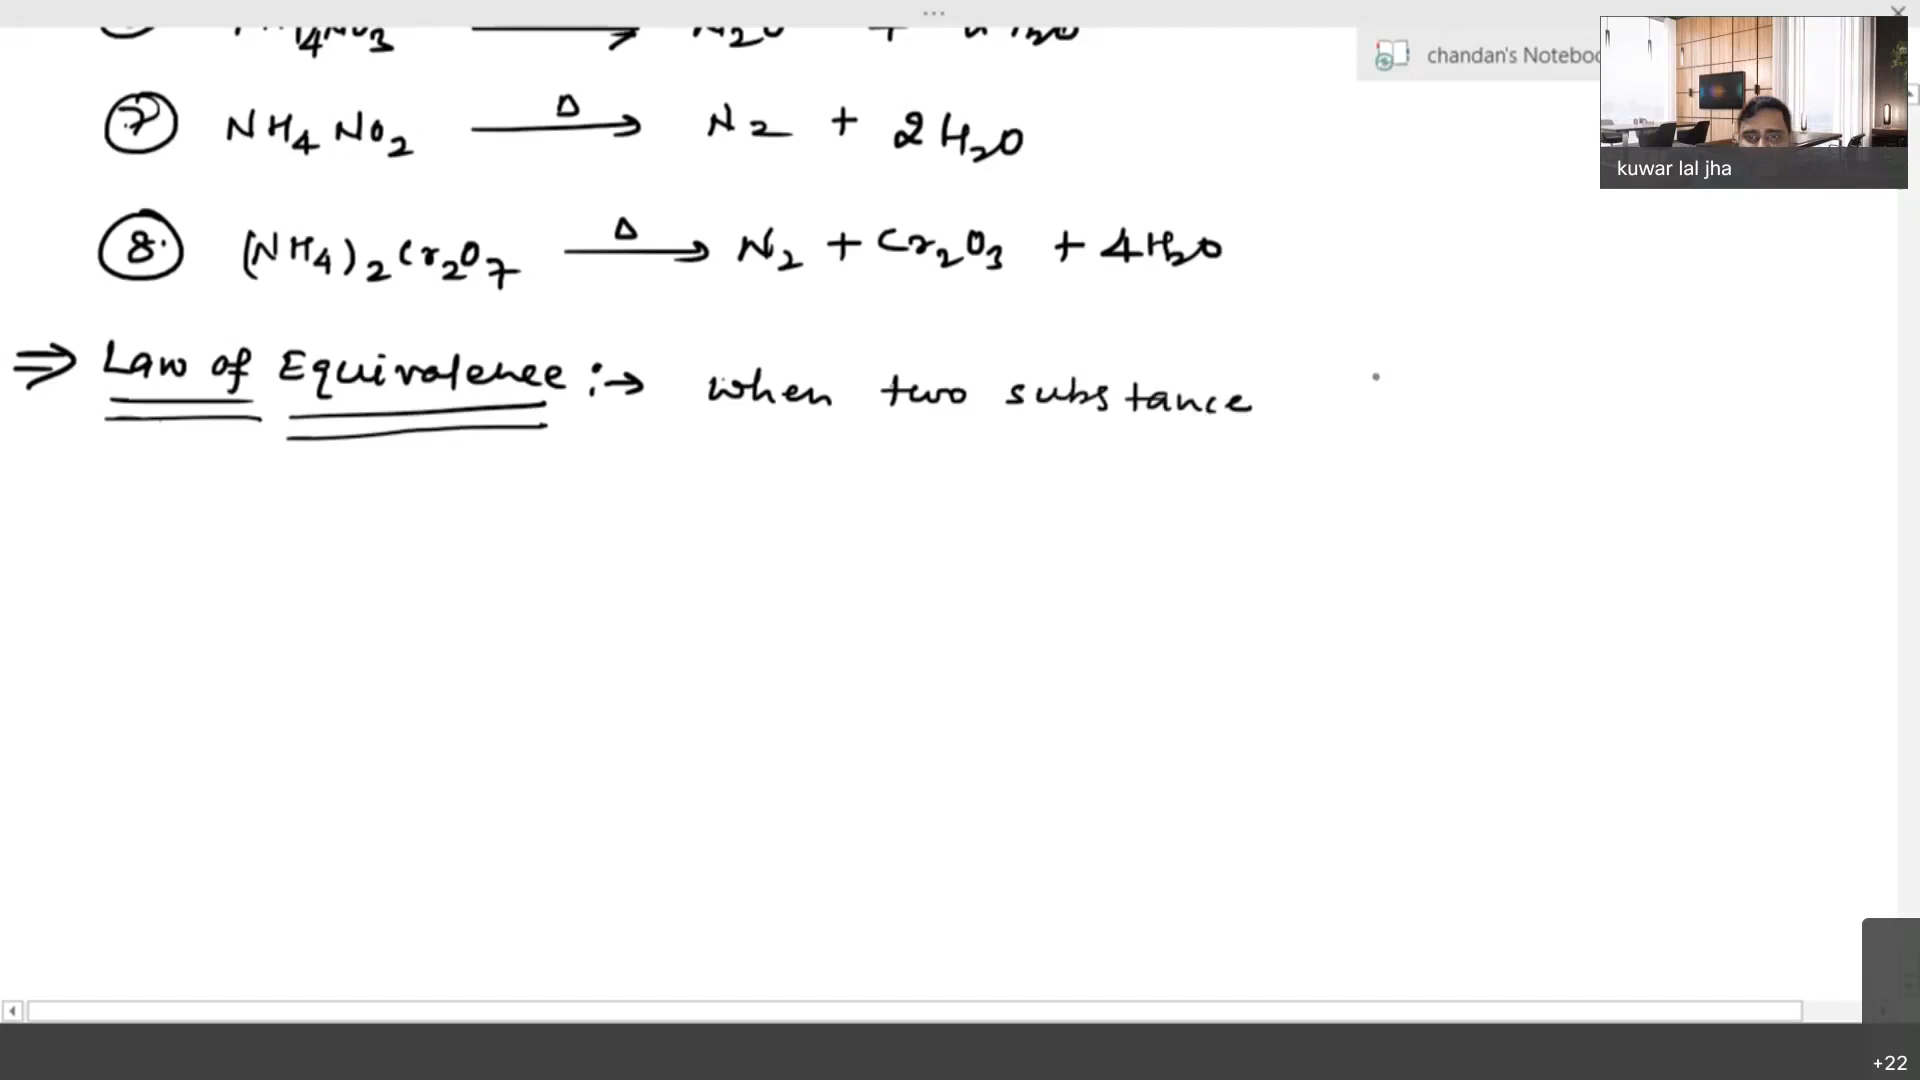 chandan's Noteboo
kuwar lal jha
7 NH₄NO₂ —Δ→ N₂ + 2H₂O
8. (NH₄)₂Cr₂O₇ —Δ→ N₂ + Cr₂O₃ + 4H₂O
⇒ Law of Equivalence :→ when two substance
+22